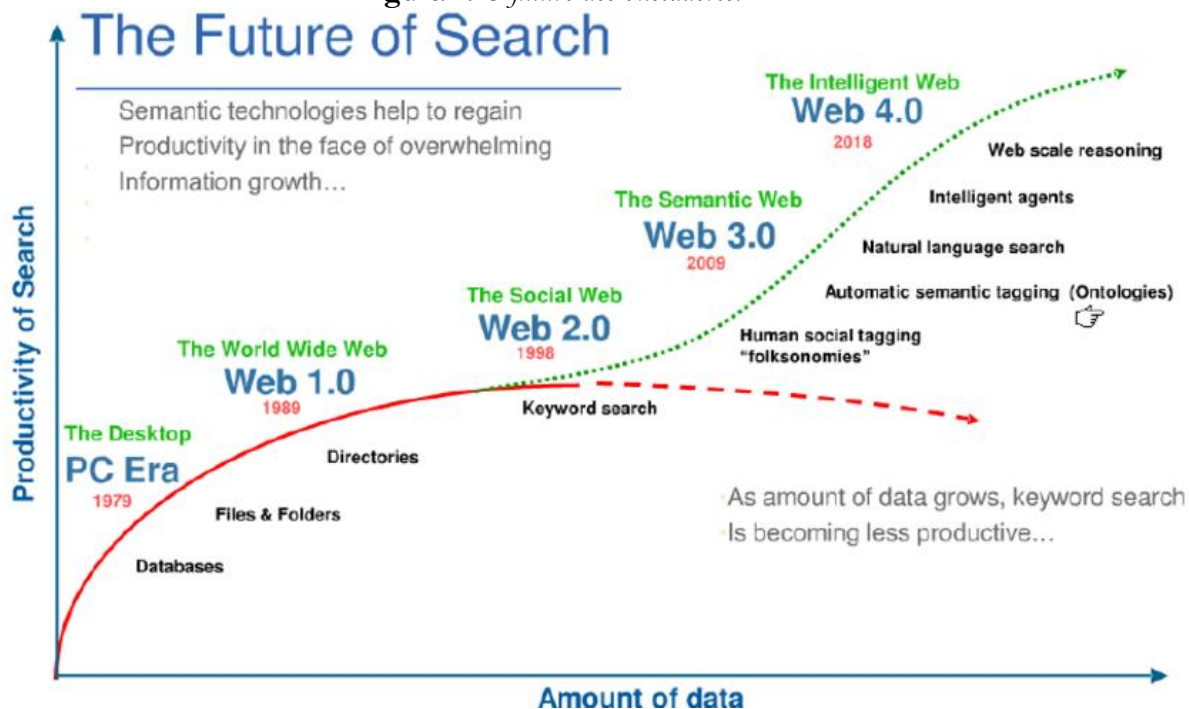 The Future of Search
Semantic technologies help to regain
Productivity in the face of overwhelming
Information growth...
The Intelligent Web
Web 4.0
2018
Web scale reasoning
Intelligent agents
The Semantic Web
Web 3.0
2009
Natural language search
Automatic semantic tagging (Ontologies)
The Social Web
Web 2.0
1998
Human social tagging
"folksonomies"
The World Wide Web
Web 1.0
1989
Keyword search
The Desktop
PC Era
1979
Directories
Files & Folders
Databases
As amount of data grows, keyword search
Is becoming less productive...
Productivity of Search
Amount of data